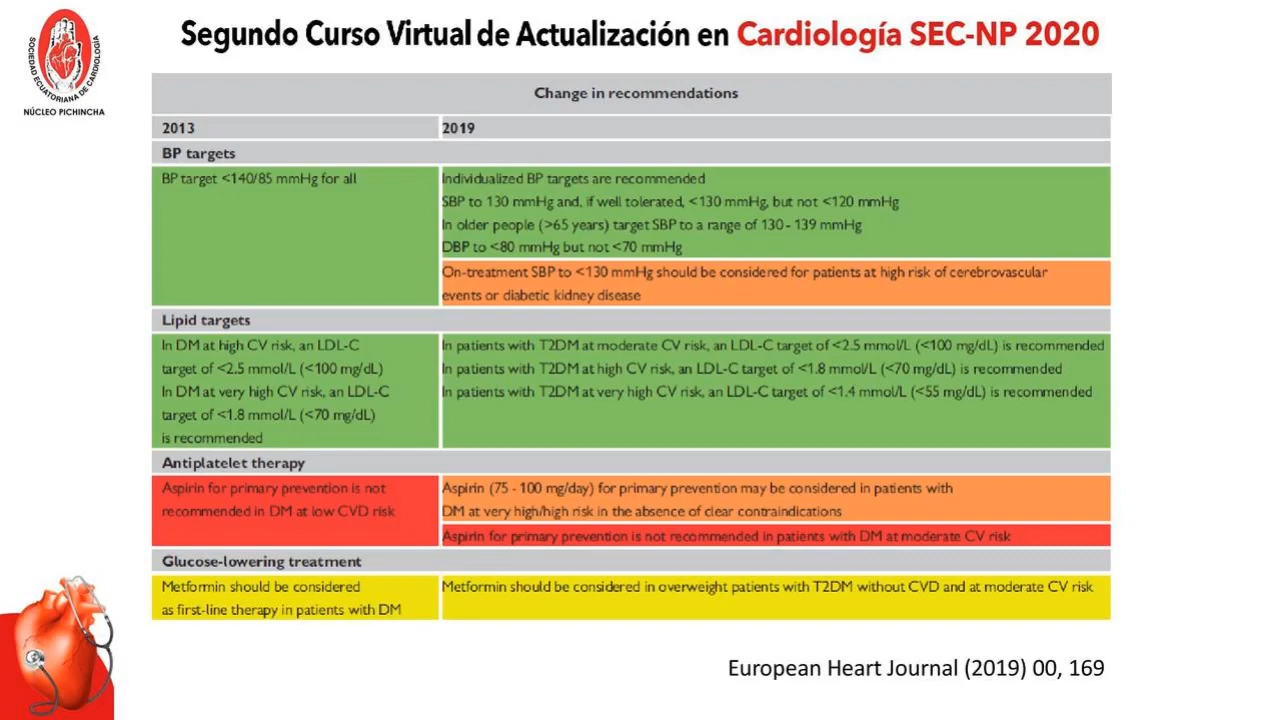 Segundo Curso Virtual de Actualización en Cardiología SEC-NP 2020
SOCIEDAD ECUATORIANA DE CARDIOLOGÍA
NÚCLEO PICHINCHA
Change in recommendations
2013
2019
BP targets
BP target <140/85 mmHg for all
Individualized BP targets are recommended
SBP to 130 mmHg and, if well tolerated, <130 mmHg, but not <120 mmHg
In older people (>65 years) target SBP to a range of 130 - 139 mmHg
DBP to <80 mmHg but not <70 mmHg
On-treatment SBP to <130 mmHg should be considered for patients at high risk of cerebrovascular
events or diabetic kidney disease
Lipid targets
In DM at high CV risk, an LDL-C
target of <2.5 mmol/L (<100 mg/dL)
In DM at very high CV risk, an LDL-C
target of <1.8 mmol/L (<70 mg/dL)
is recommended
In patients with T2DM at moderate CV risk, an LDL-C target of <2.5 mmol/L (<100 mg/dL) is recommended
In patients with T2DM at high CV risk, an LDL-C target of <1.8 mmol/L (<70 mg/dL) is recommended
In patients with T2DM at very high CV risk, an LDL-C target of <1.4 mmol/L (<55 mg/dL) is recommended
Antiplatelet therapy
Aspirin for primary prevention is not
recommended in DM at low CVD risk
Aspirin (75 - 100 mg/day) for primary prevention may be considered in patients with
DM at very high/high risk in the absence of clear contraindications
Aspirin for primary prevention is not recommended in patients with DM at moderate CV risk
Glucose-lowering treatment
Metformin should be considered
as first-line therapy in patients with DM
Metformin should be considered in overweight patients with T2DM without CVD and at moderate CV risk
European Heart Journal (2019) 00, 169